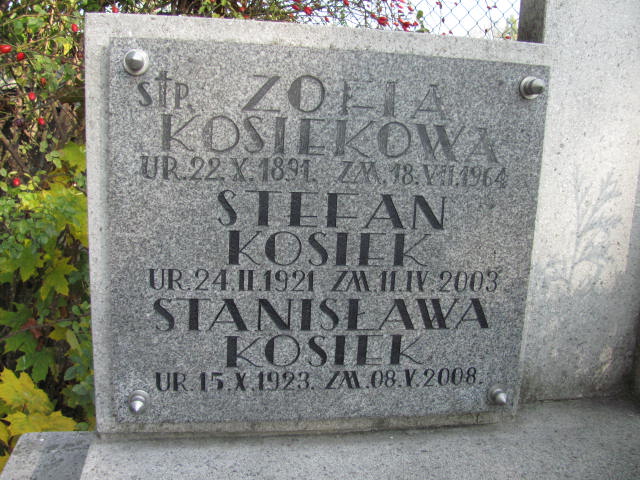 Ś†P. ZOFIA
KOSIEKOWA
UR. 22. X. 1891. ZM. 18. VII. 1964
STEFAN
KOSIEK
UR. 24. II. 1921 ZM. 11. IV. 2003
STANISŁAWA
KOSIEK
UR. 15. X. 1923. ZM. 08. V. 2008.